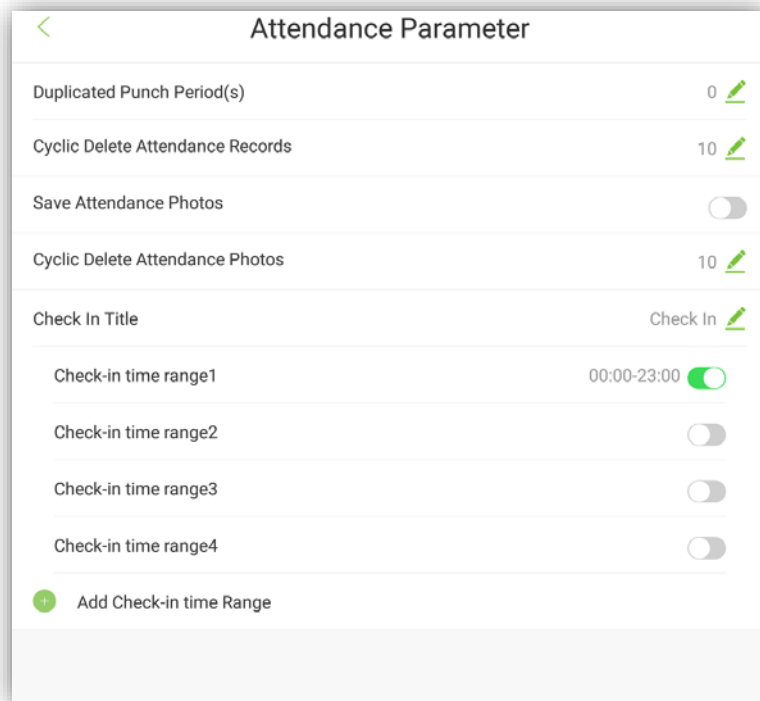 Attendance Parameter
Duplicated Punch Period(s) 0
Cyclic Delete Attendance Records 10
Save Attendance Photos
Cyclic Delete Attendance Photos 10
Check In Title Check In
Check-in time range1 00:00-23:00
Check-in time range2
Check-in time range3
Check-in time range4
Add Check-in time Range